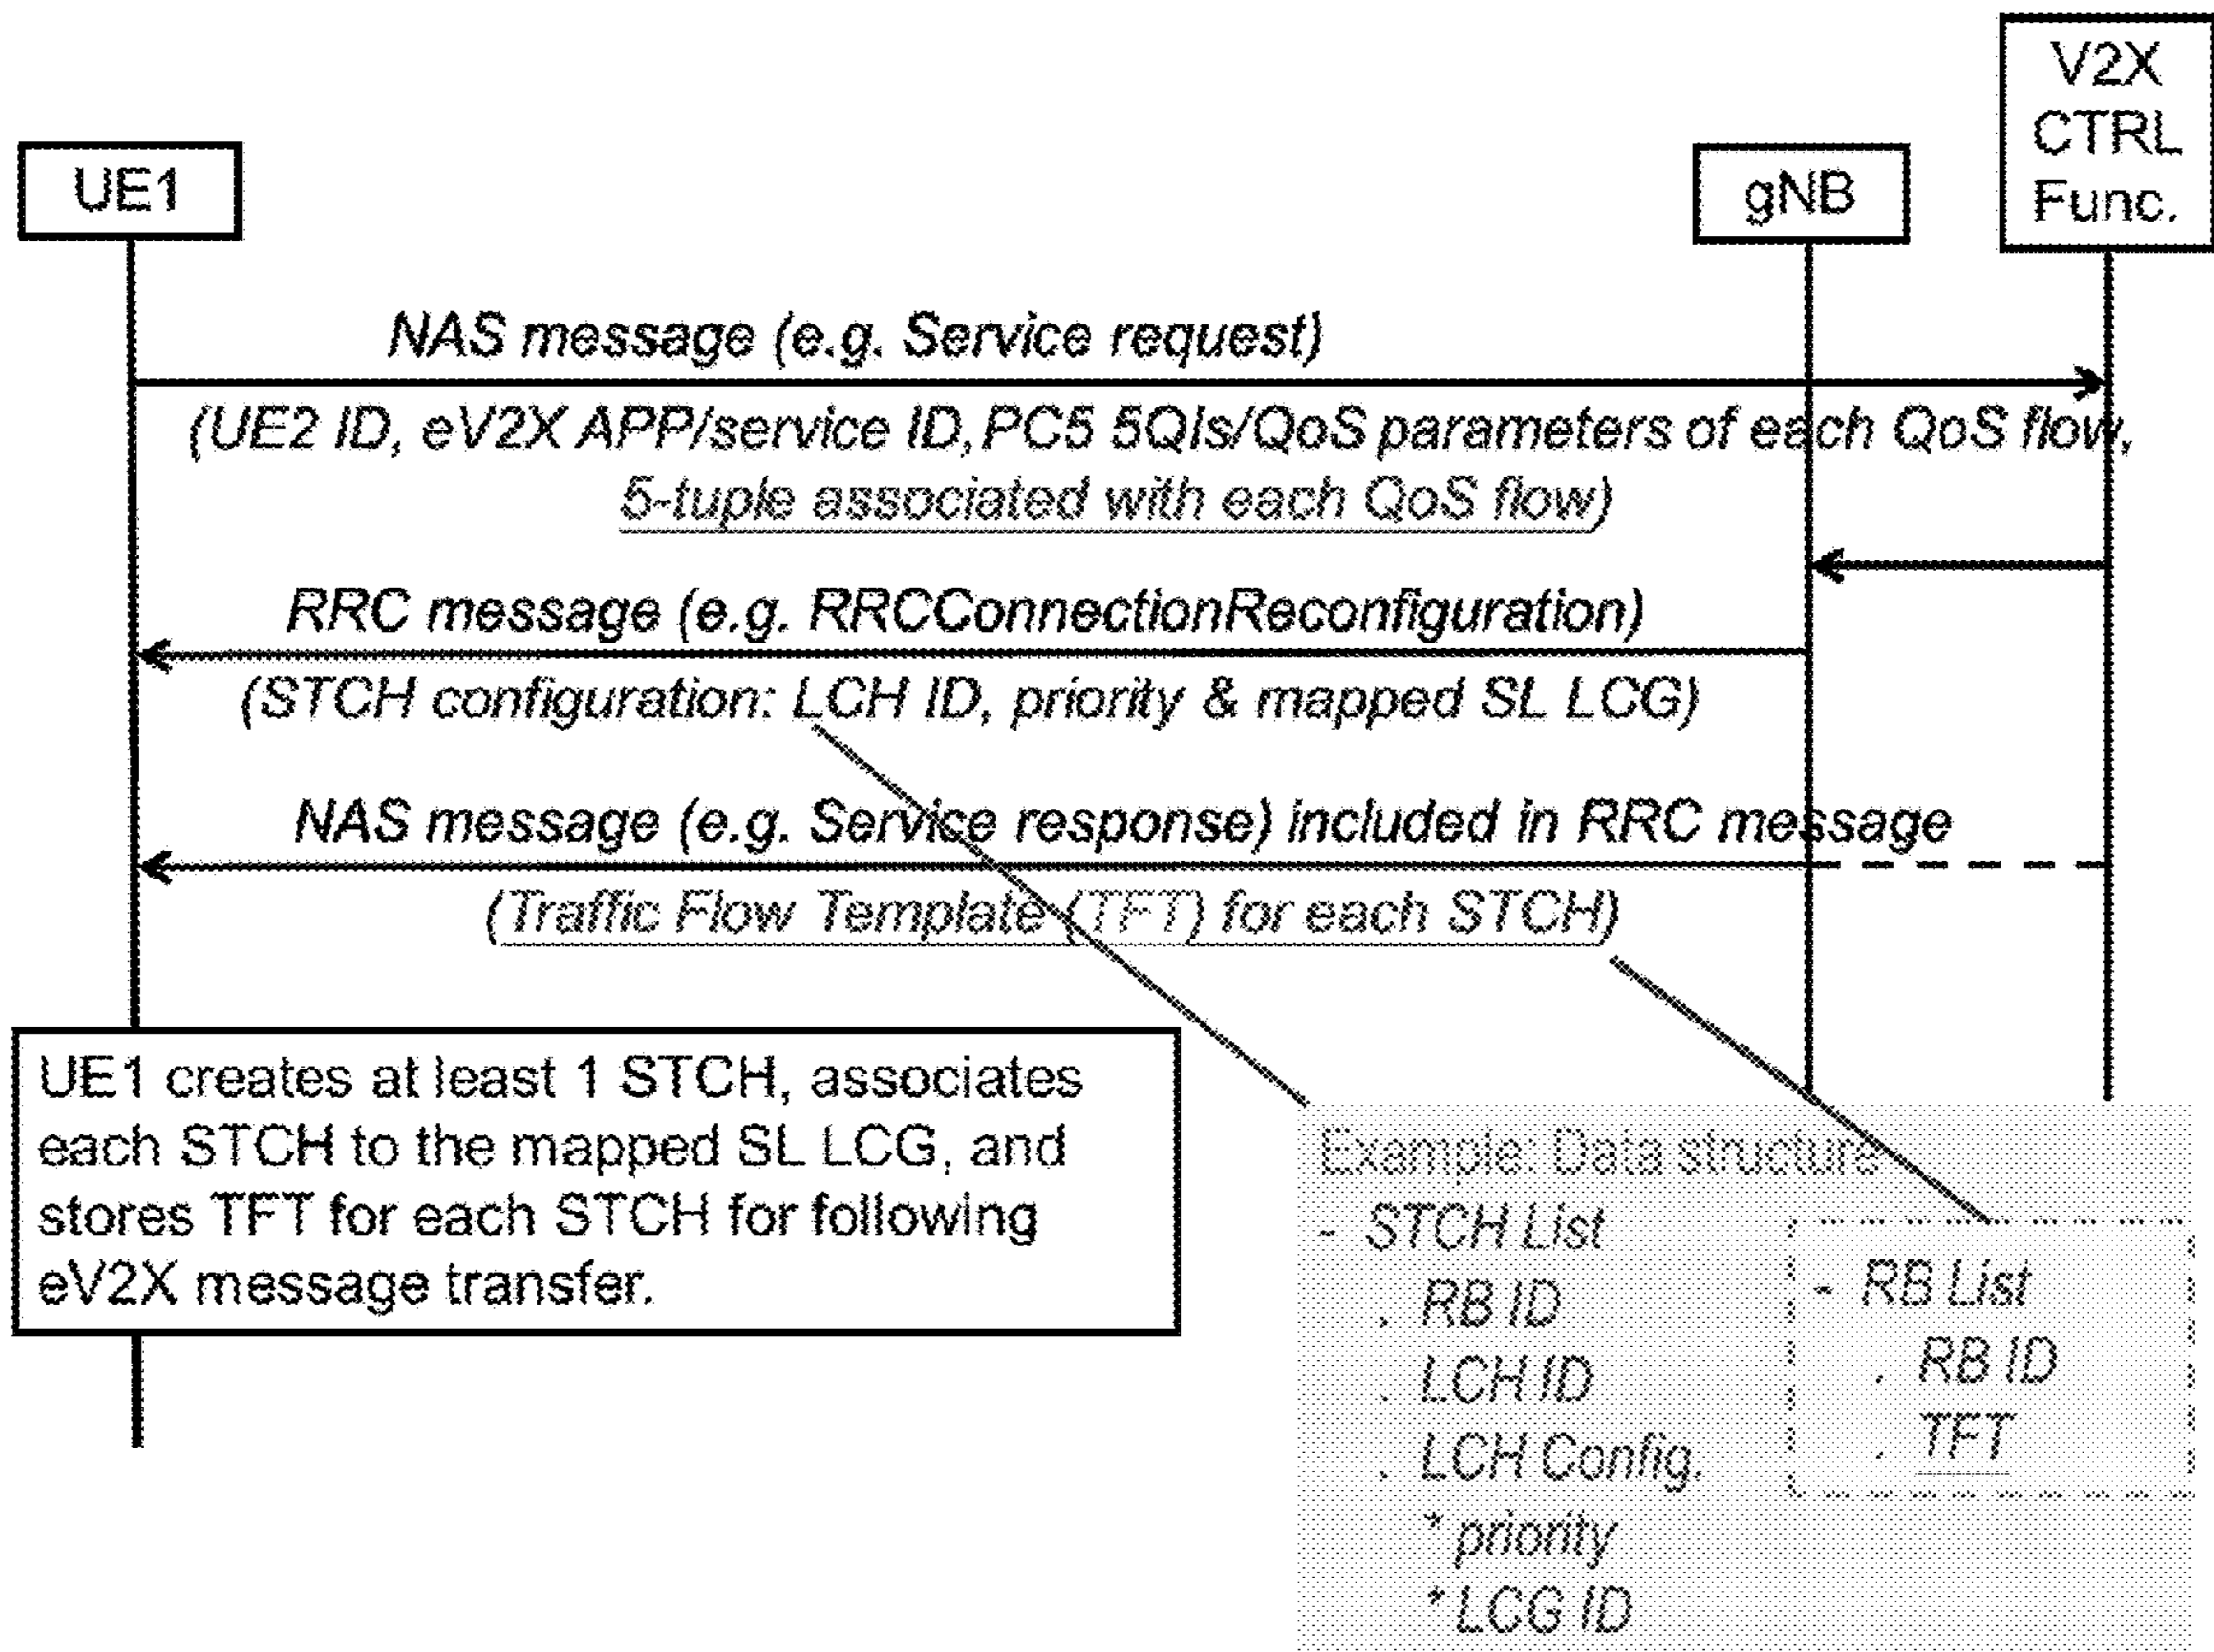 V2X
CTRL
Func.
UE1
gNB
NAS message (e.g. Service request)
(UE2 ID, eV2X APP/service ID, PC5 5QIs/QoS parameters of each QoS flow,
5-tuple associated with each QoS flow)
RRC message (e.g. RRCConnectionReconfiguration)
(STCH configuration: LCH ID, priority & mapped SL LCG)
NAS message (e.g. Service response) included in RRC message
(Traffic Flow Template (TFT) for each STCH)
UE1 creates at least 1 STCH, associates
each STCH to the mapped SL LCG, and
stores TFT for each STCH for following
eV2X message transfer.
Example: Data structure
- STCH List
. RB ID
. LCH ID
. LCH Config.
* priority
* LCG ID
- RB List
. RB ID
. TFT